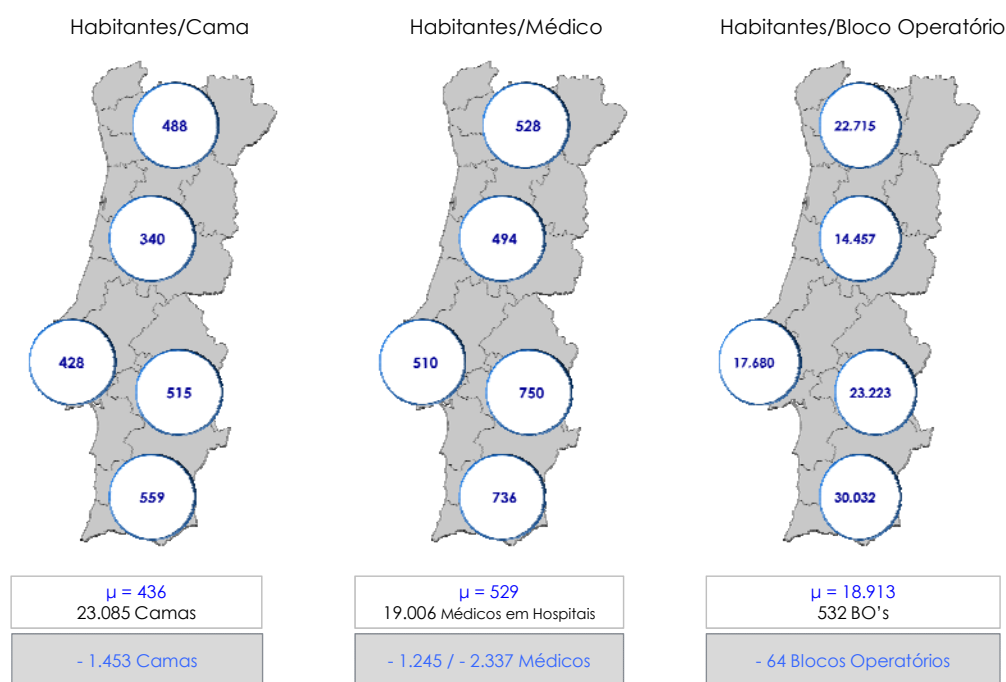 Habitantes/Cama
Habitantes/Médico
Habitantes/Bloco Operatório
488
340
428
515
559
528
494
510
750
736
22.715
14.457
17.680
23.223
30.032
µ = 436
23.085 Camas
- 1.453 Camas
µ = 529
19.006 Médicos em Hospitais
- 1.245 / - 2.337 Médicos
µ = 18.913
532 BO's
- 64 Blocos Operatórios